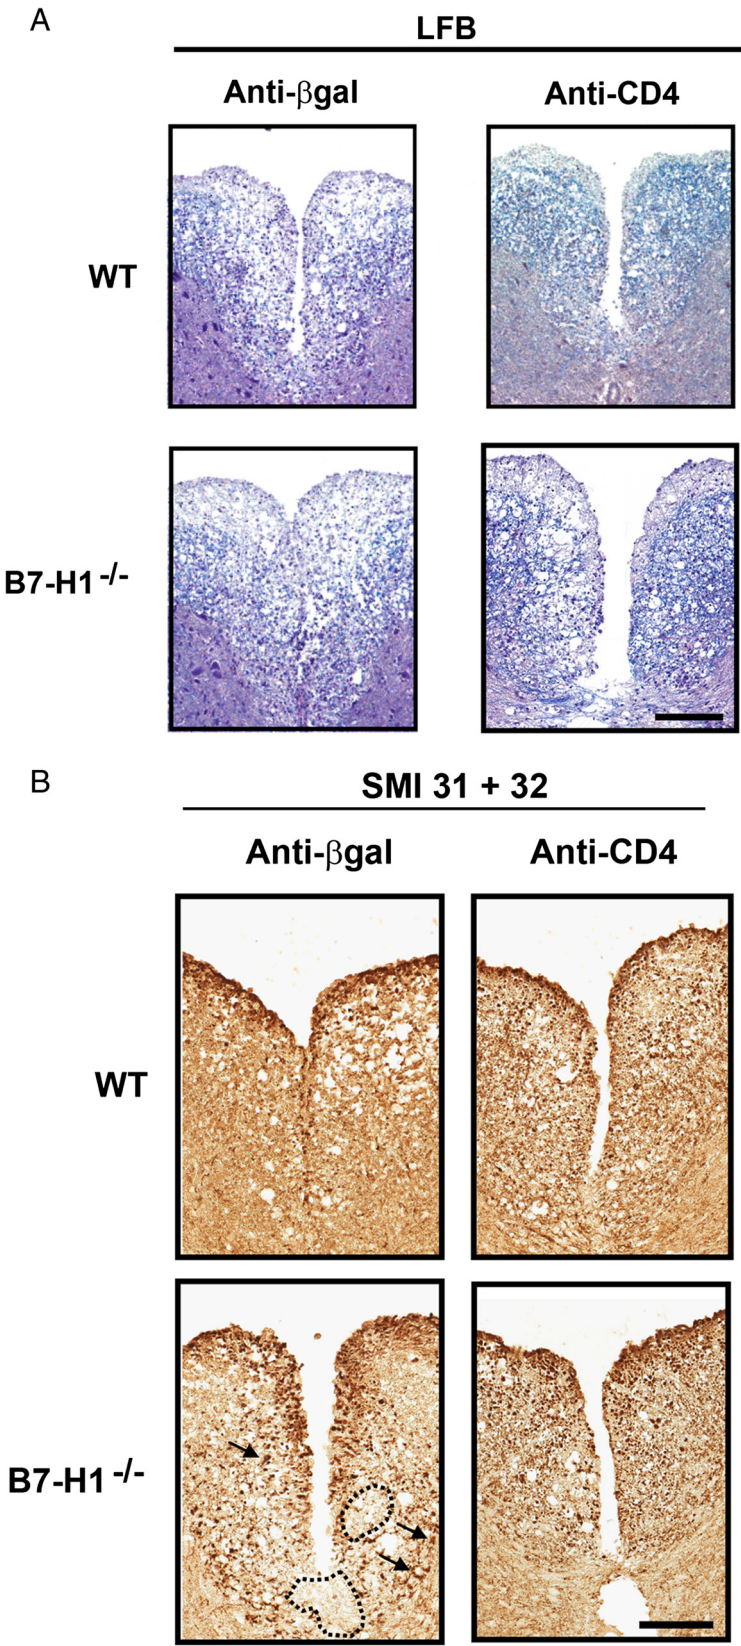 A
LFB
Anti-βgal Anti-CD4
WT
B7-H1 -/-
B
SMI 31 + 32
Anti-βgal Anti-CD4
WT
B7-H1 -/-